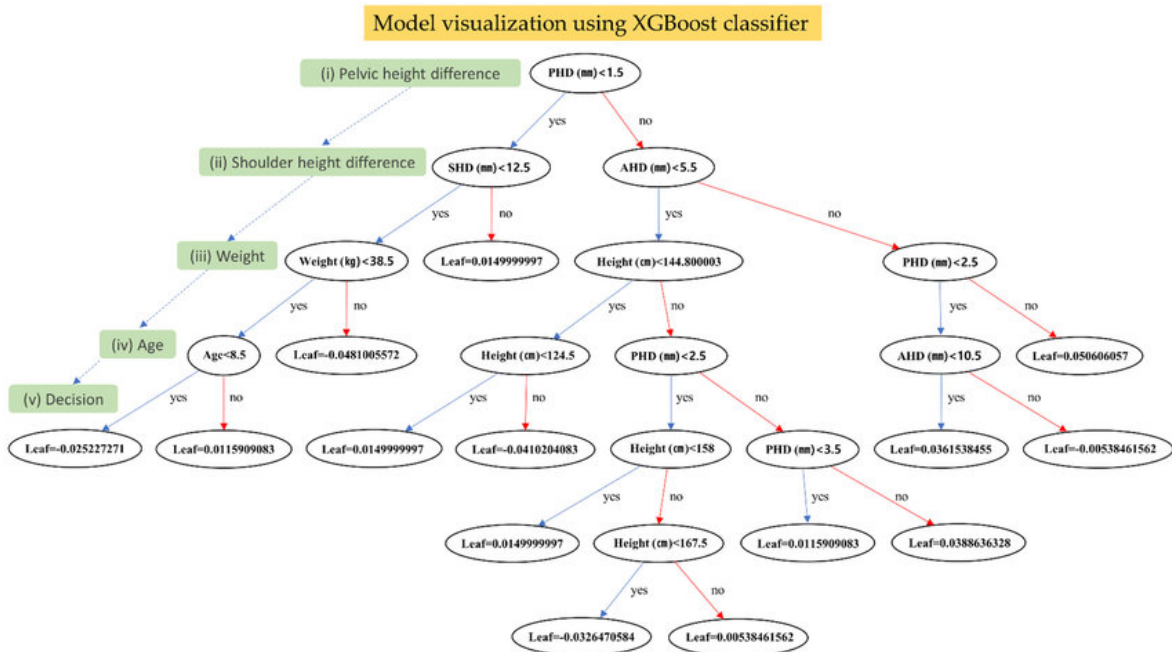 Model visualization using XGBoost classifier
(i) Pelvic height difference
PHD (㎜)<1.5
yes
no
(ii) Shoulder height difference
SHD (㎜)<12.5
AHD (㎜)<5.5
yes
no
yes
no
(iii) Weight
Weight (㎏)<38.5
Leaf=0.0149999997
Height (㎝)<144.800003
PHD (㎜)<2.5
yes
no
yes
no
yes
no
(iv) Age
Age<8.5
Leaf=-0.0481005572
Height (㎝)<124.5
PHD (㎜)<2.5
AHD (㎜)<10.5
Leaf=0.050606057
(v) Decision
yes
no
yes
no
yes
no
yes
no
Leaf=-0.025227271
Leaf=0.0115909083
Leaf=0.0149999997
Leaf=-0.0410204083
Height (㎝)<158
PHD (㎜)<3.5
Leaf=0.0361538455
Leaf=-0.00538461562
yes
no
yes
no
Leaf=0.0149999997
Height (㎝)<167.5
Leaf=0.0115909083
Leaf=0.0388636328
yes
no
Leaf=-0.0326470584
Leaf=0.00538461562